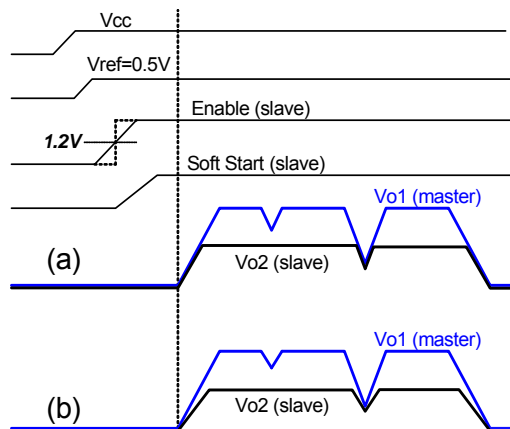 Vcc
Vref=0.5V
Enable (slave)
1.2V
Soft Start (slave)
Vo1 (master)
(a)
Vo2 (slave)
Vo1 (master)
(b)
Vo2 (slave)